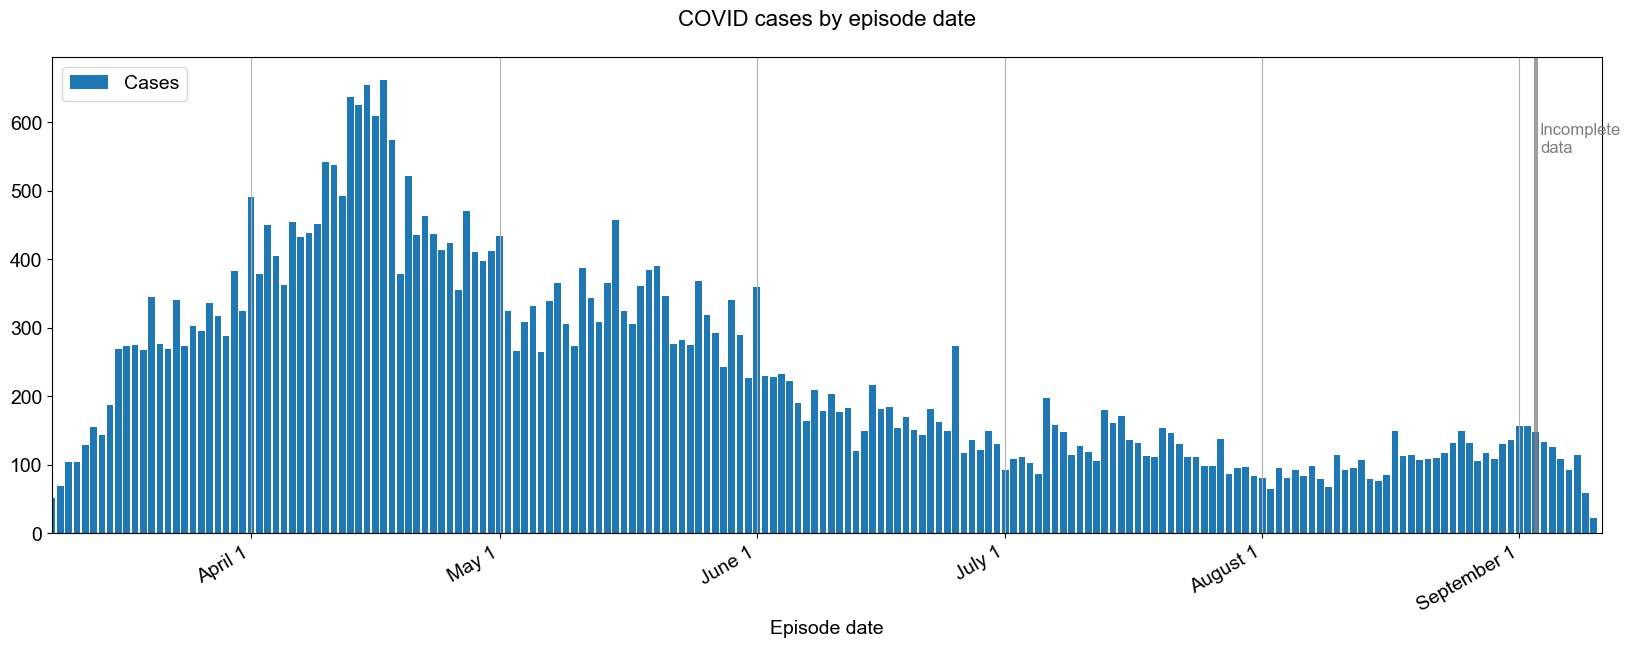 COVID cases by episode date
Cases
600
500
400
300
200
100
0
Incomplete
data
April 1
May 1
June 1
July 1
August 1
September 1
Episode date